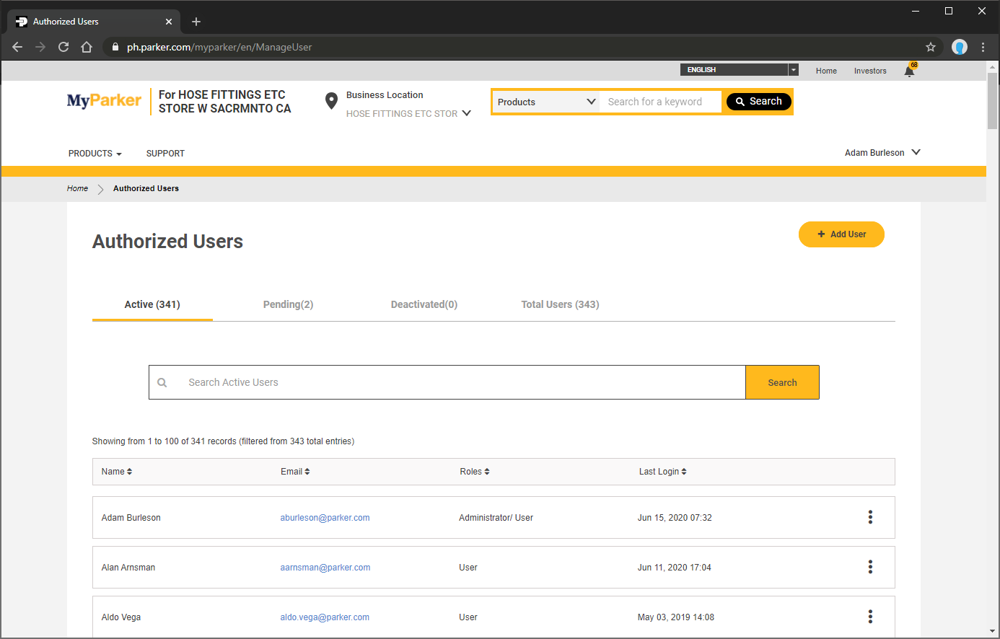 Authorized Users
ph.parker.com/myparker/en/ManageUser
ENGLISH
Home
Investors
68
MyParker
For HOSE FITTINGS ETC
STORE W SACRMNTO CA
Business Location
HOSE FITTINGS ETC STOR
Products
Search for a keyword
Search
PRODUCTS
SUPPORT
Adam Burleson
Home
Authorized Users
Authorized Users
+ Add User
Active (341)
Pending(2)
Deactivated(0)
Total Users (343)
Search Active Users
Search
Showing from 1 to 100 of 341 records (filtered from 343 total entries)
Name Email Roles Last Login
Adam Burleson aburleson@parker.com Administrator/ User Jun 15, 2020 07:32
Alan Arnsman aarnsman@parker.com User Jun 11, 2020 17:04
Aldo Vega aldo.vega@parker.com User May 03, 2019 14:08